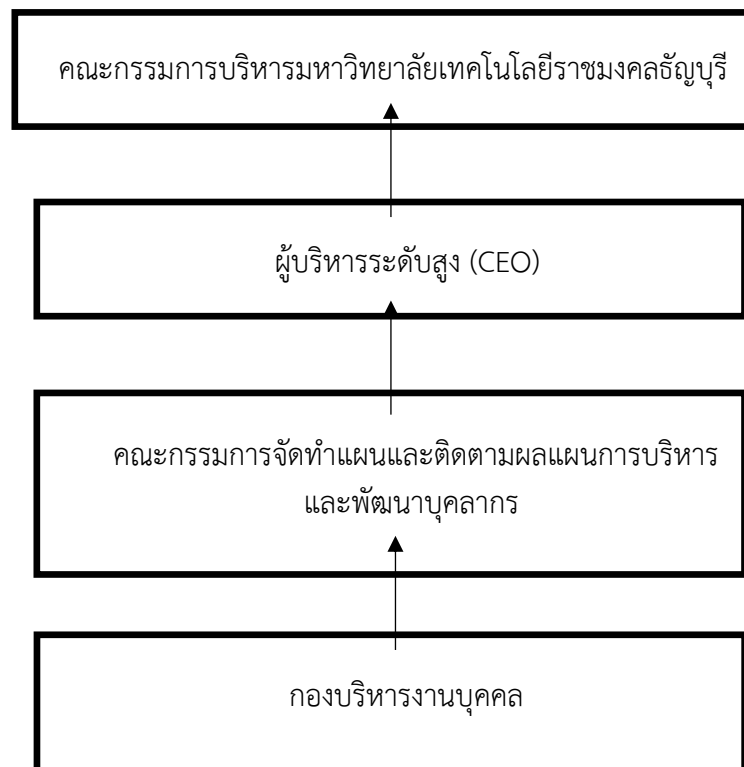 คณะกรรมการบริหารมหาวิทยาลัยเทคโนโลยีราชมงคลธัญบุรี
ผู้บริหารระดับสูง (CEO)
คณะกรรมการจัดทำแผนและติดตามผลแผนการบริหาร
และพัฒนาบุคลากร
กองบริหารงานบุคคล